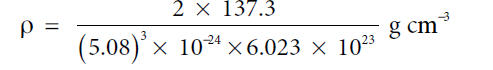 ρ = 2 × 137.3 / (5.08)³ × 10⁻²⁴ × 6.023 × 10²³ g cm⁻³